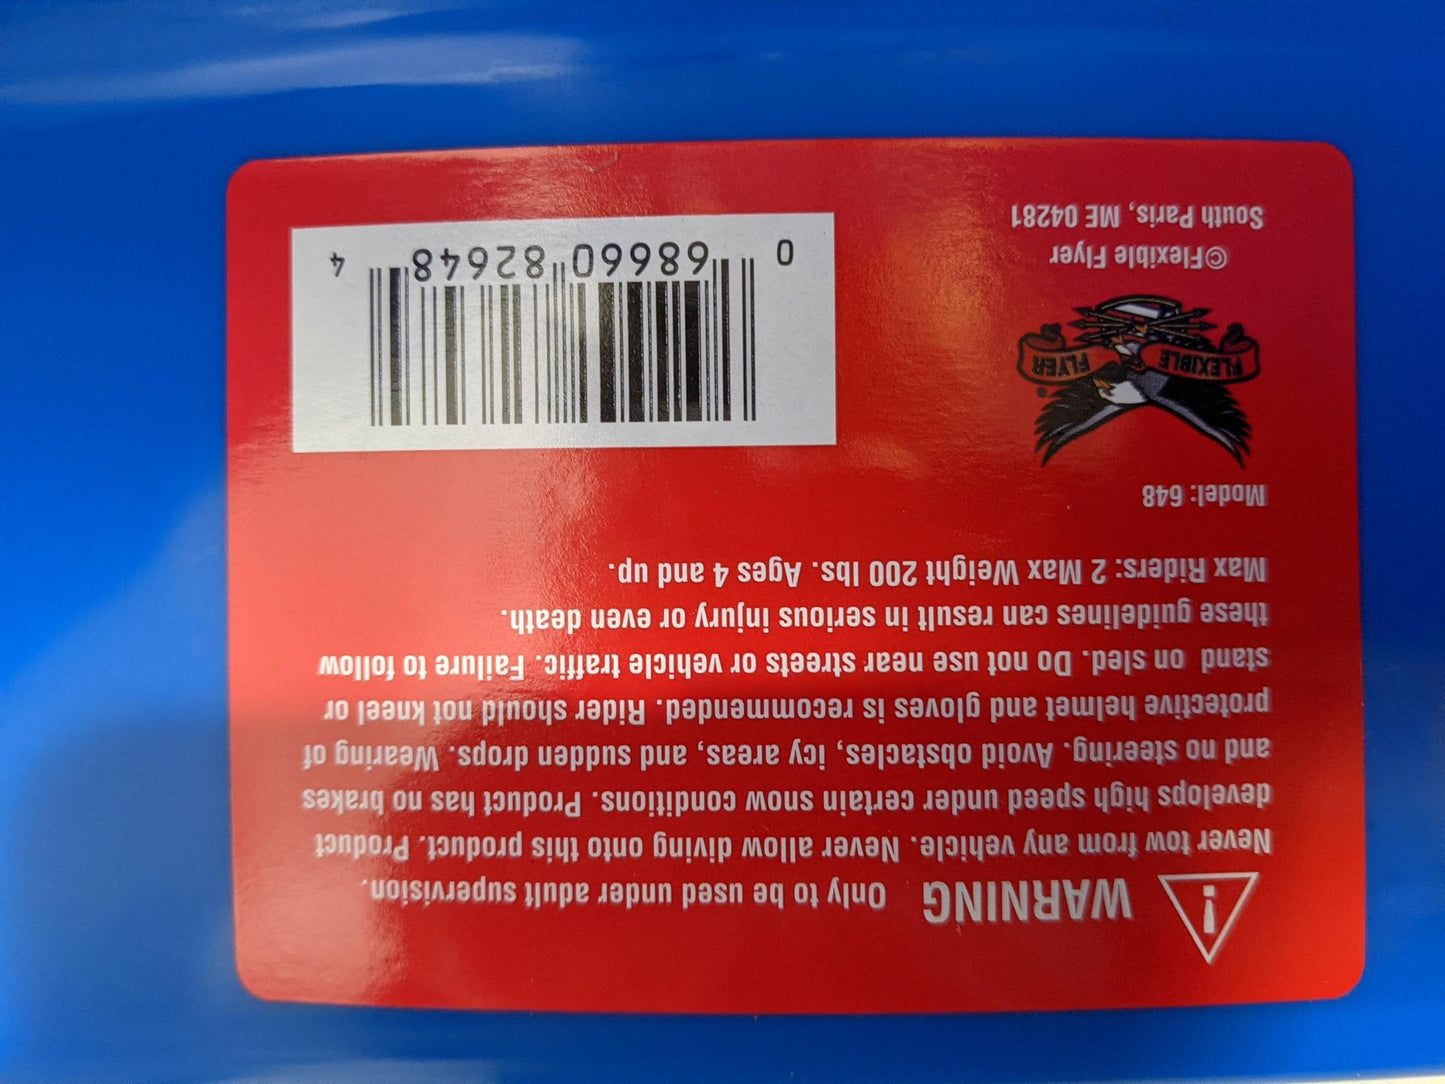 WARNING Only to be used under adult supervision.
Never tow from any vehicle. Never allow diving onto this product. Product
develops high speed under certain snow conditions. Product has no brakes
and no steering. Avoid obstacles, icy areas, and sudden drops. Wearing of
protective helmet and gloves is recommended. Rider should not kneel or
stand on sled. Do not use near streets or vehicle traffic. Failure to follow
these guidelines can result in serious injury or even death.
Max Riders: 2 Max Weight 200 lbs. Ages 4 and up.
Model: 648
FLEXIBLE FLYER
©Flexible Flyer
South Paris, ME 04281
0 68660 82648 4